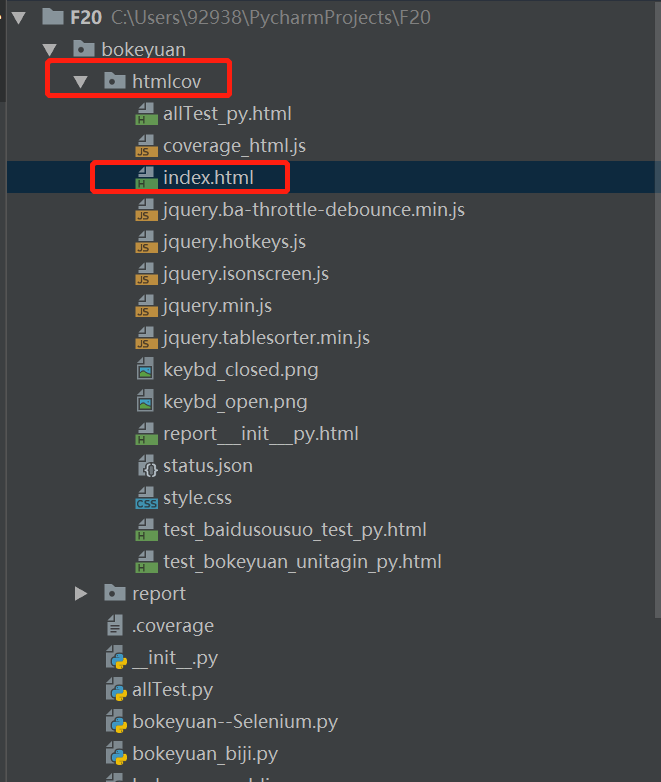 F20 C:\Users\92938\PycharmProjects\F20
bokeyuan
htmlcov
allTest_py.html
coverage_html.js
index.html
jquery.ba-throttle-debounce.min.js
jquery.hotkeys.js
jquery.isonscreen.js
jquery.min.js
jquery.tablesorter.min.js
keybd_closed.png
keybd_open.png
report___init___py.html
status.json
style.css
test_baidusousuo_test_py.html
test_bokeyuan_unitagin_py.html
report
.coverage
__init__.py
allTest.py
bokeyuan--Selenium.py
bokeyuan_biji.py